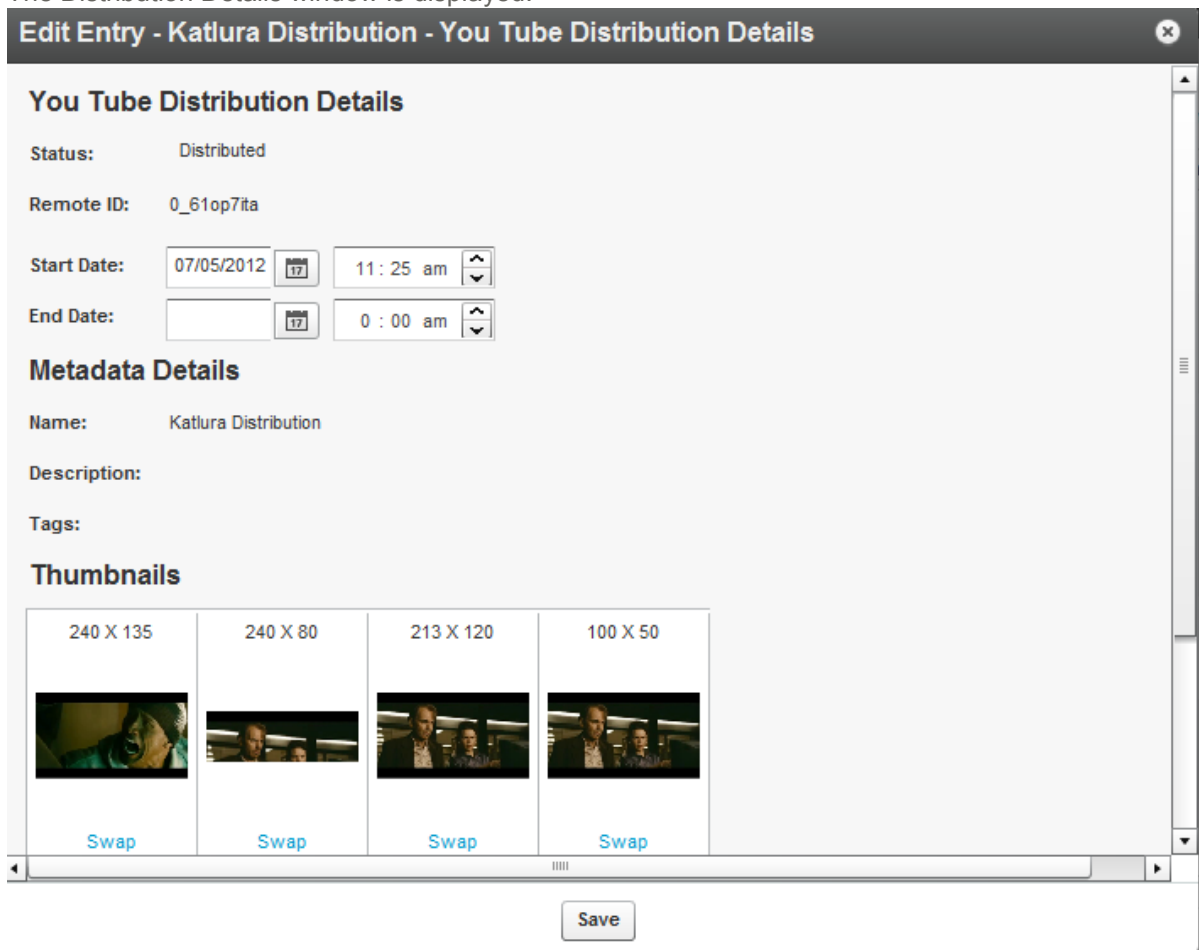 The Distribution Details window is displayed.
Edit Entry - Katlura Distribution - You Tube Distribution Details
You Tube Distribution Details
Status: Distributed
Remote ID: 0_61op7ita
Start Date: 07/05/2012 17 11 : 25 am
End Date: 17 0 : 00 am
Metadata Details
Name: Katlura Distribution
Description:
Tags:
Thumbnails
240 X 135 240 X 80 213 X 120 100 X 50
Swap Swap Swap Swap
Save